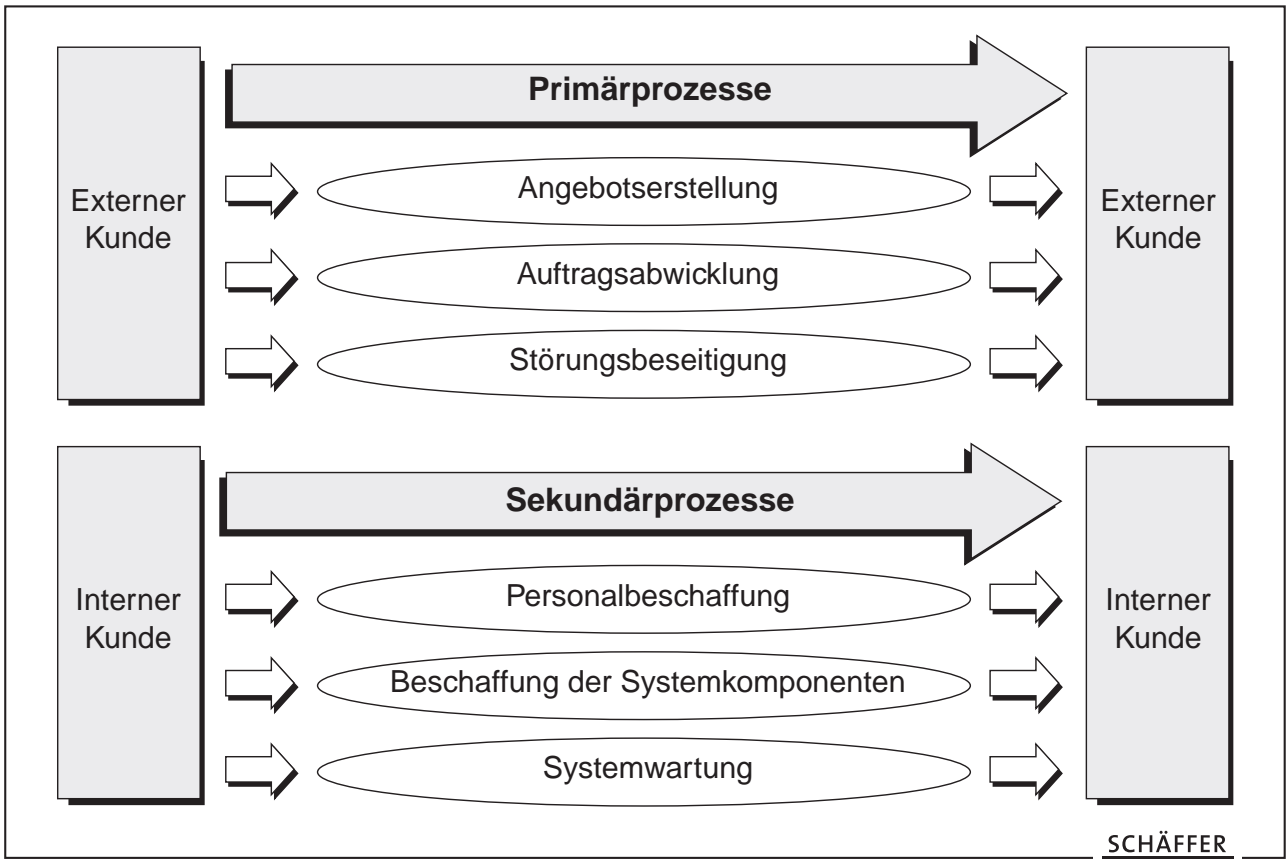 Primärprozesse
Externer
Kunde
Angebotserstellung
Auftragsabwicklung
Störungsbeseitigung
Externer
Kunde
Sekundärprozesse
Interner
Kunde
Personalbeschaffung
Beschaffung der Systemkomponenten
Systemwartung
Interner
Kunde
SCHÄFFER